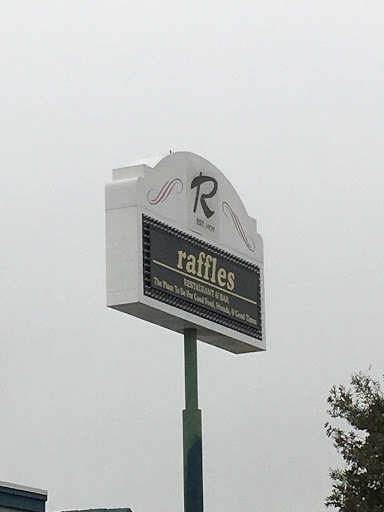 R
EST. 1979
raffles
RESTAURANT & BAR
The Place To Be For Good Food, Friends, & Good Times